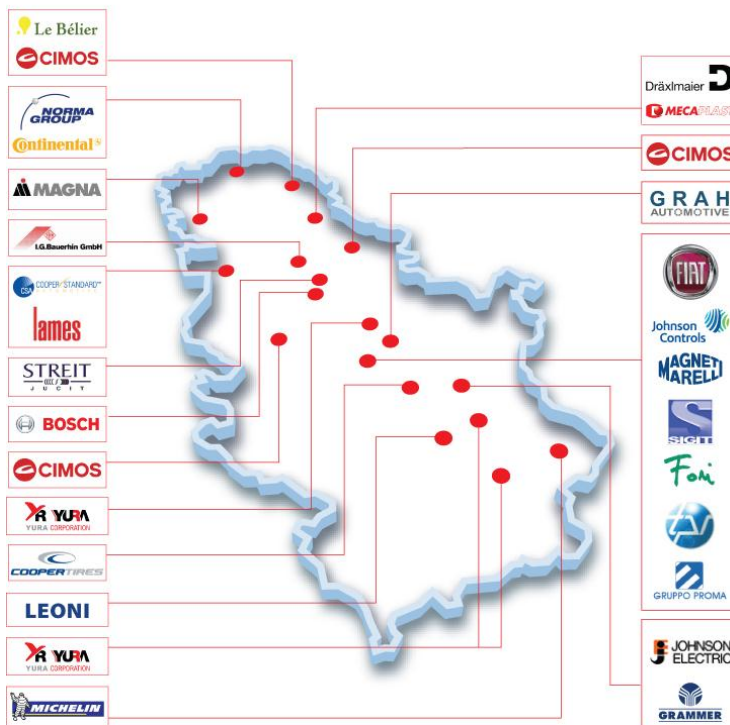 Le Bélier
CIMOS
NORMA
GROUP
Continental
MAGNA
I.G.Bauerhin GmbH
CSA COOPER STANDARD
lames
STREIT
JUCIT
BOSCH
CIMOS
YURA
YURA CORPORATION
COOPERTIRES
LEONI
YURA
YURA CORPORATION
MICHELIN
Dräxlmaier
MECAPLAST
CIMOS
GRAH
AUTOMOTIVE
FIAT
Johnson
Controls
MAGNETI
MARELLI
SIGIT
GRUPPO PROMA
JOHNSON
ELECTRIC
GRAMMER